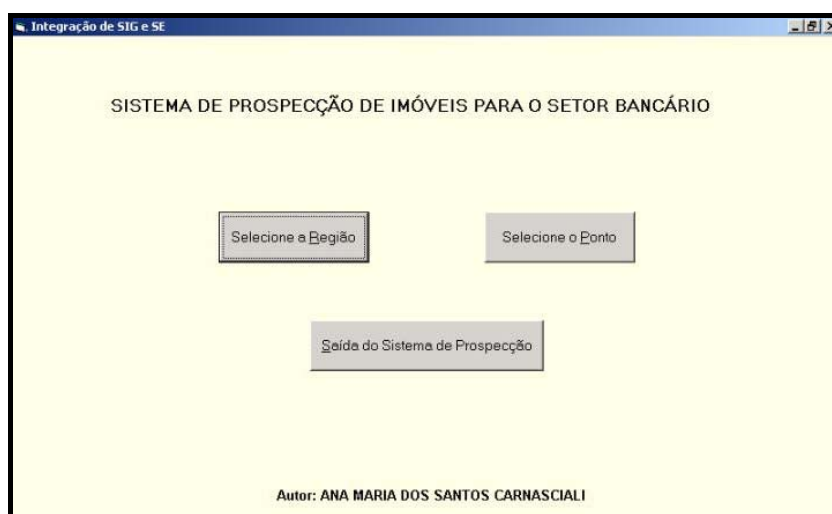 Integração de SIG e SE
SISTEMA DE PROSPECÇÃO DE IMÓVEIS PARA O SETOR BANCÁRIO
Selecione a Região
Selecione o Ponto
Saída do Sistema de Prospecção
Autor: ANA MARIA DOS SANTOS CARNASCIALI